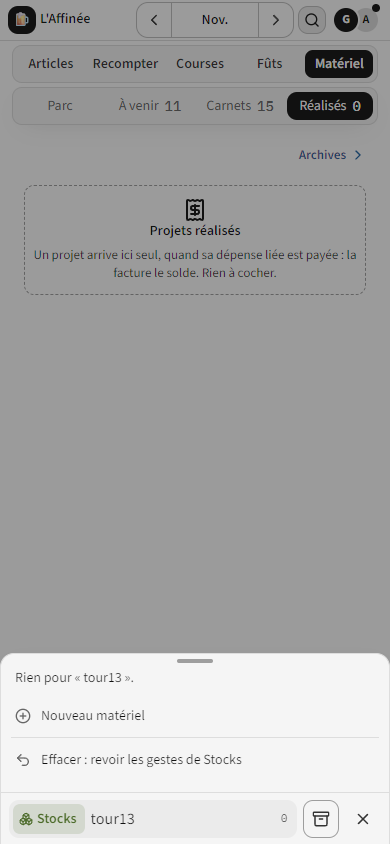 L'Affinée
Nov.
G
A
Articles
Recompter
Courses
Fûts
Matériel
Parc
À venir 11
Carnets 15
Réalisés 0
Archives
Projets réalisés
Un projet arrive ici seul, quand sa dépense liée est payée : la
facture le solde. Rien à cocher.
Rien pour « tour13 ».
Nouveau matériel
Effacer : revoir les gestes de Stocks
Stocks
tour13
0